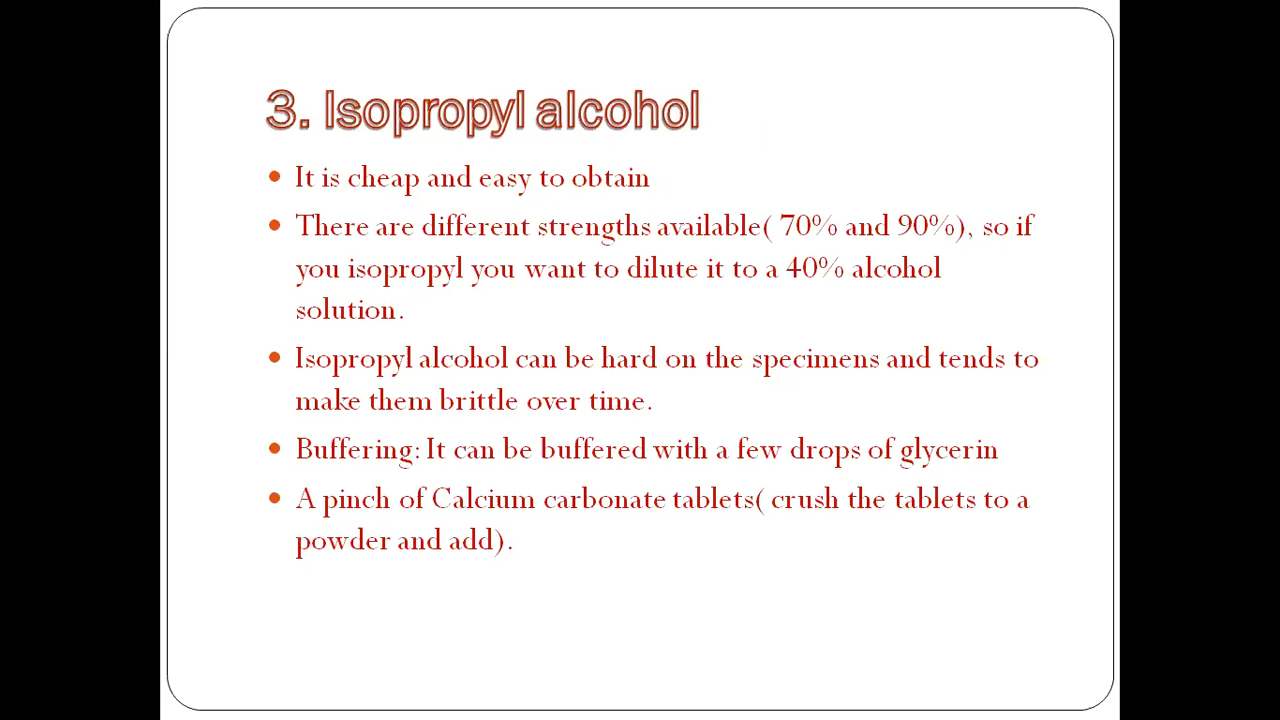 3. Isopropyl alcohol
• It is cheap and easy to obtain
• There are different strengths available( 70% and 90%), so if
you isopropyl you want to dilute it to a 40% alcohol
solution.
• Isopropyl alcohol can be hard on the specimens and tends to
make them brittle over time.
• Buffering: It can be buffered with a few drops of glycerin
• A pinch of Calcium carbonate tablets( crush the tablets to a
powder and add).